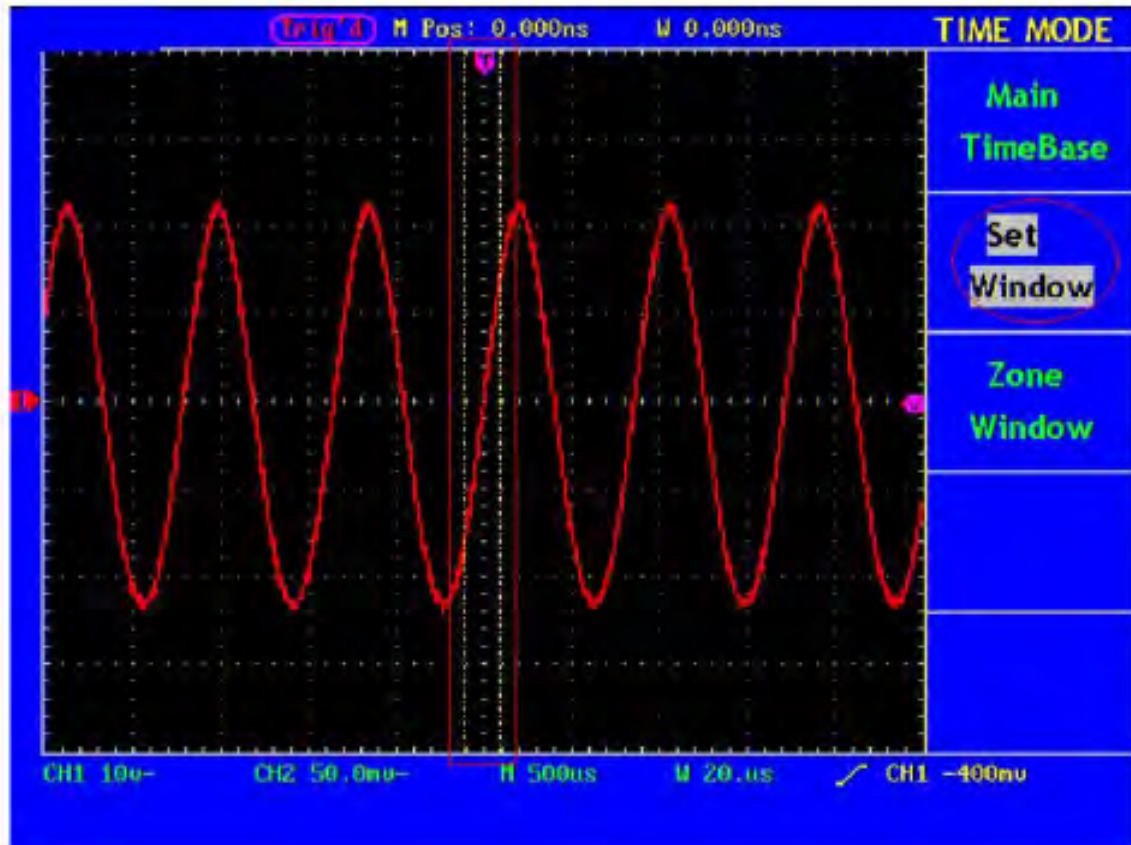 Trig'd M Pos: 0.000ns W 0.000ns TIME MODE
T
Main
TimeBase
Set
Window
Zone
Window
1
CH1 10v- CH2 50.0mv- M 500us W 20.us CH1 -400mv